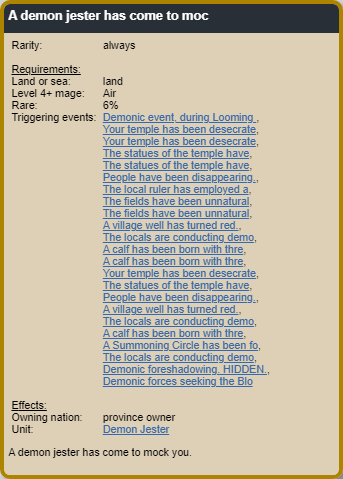 A demon jester has come to moc
Rarity: always
Requirements:
Land or sea: land
Level 4+ mage: Air
Rare: 6%
Triggering events: Demonic event, during Looming ,
Your temple has been desecrate,
Your temple has been desecrate,
The statues of the temple have,
The statues of the temple have,
People have been disappearing.,
The local ruler has employed a,
The fields have been unnatural,
The fields have been unnatural,
A village well has turned red.,
The locals are conducting demo,
A calf has been born with thre,
A calf has been born with thre,
Your temple has been desecrate,
The statues of the temple have,
People have been disappearing.,
A village well has turned red.,
The locals are conducting demo,
A calf has been born with thre,
A Summoning Circle has been fo,
The locals are conducting demo,
Demonic foreshadowing. HIDDEN.,
Demonic forces seeking the Blo
Effects:
Owning nation: province owner
Unit: Demon Jester
A demon jester has come to mock you.